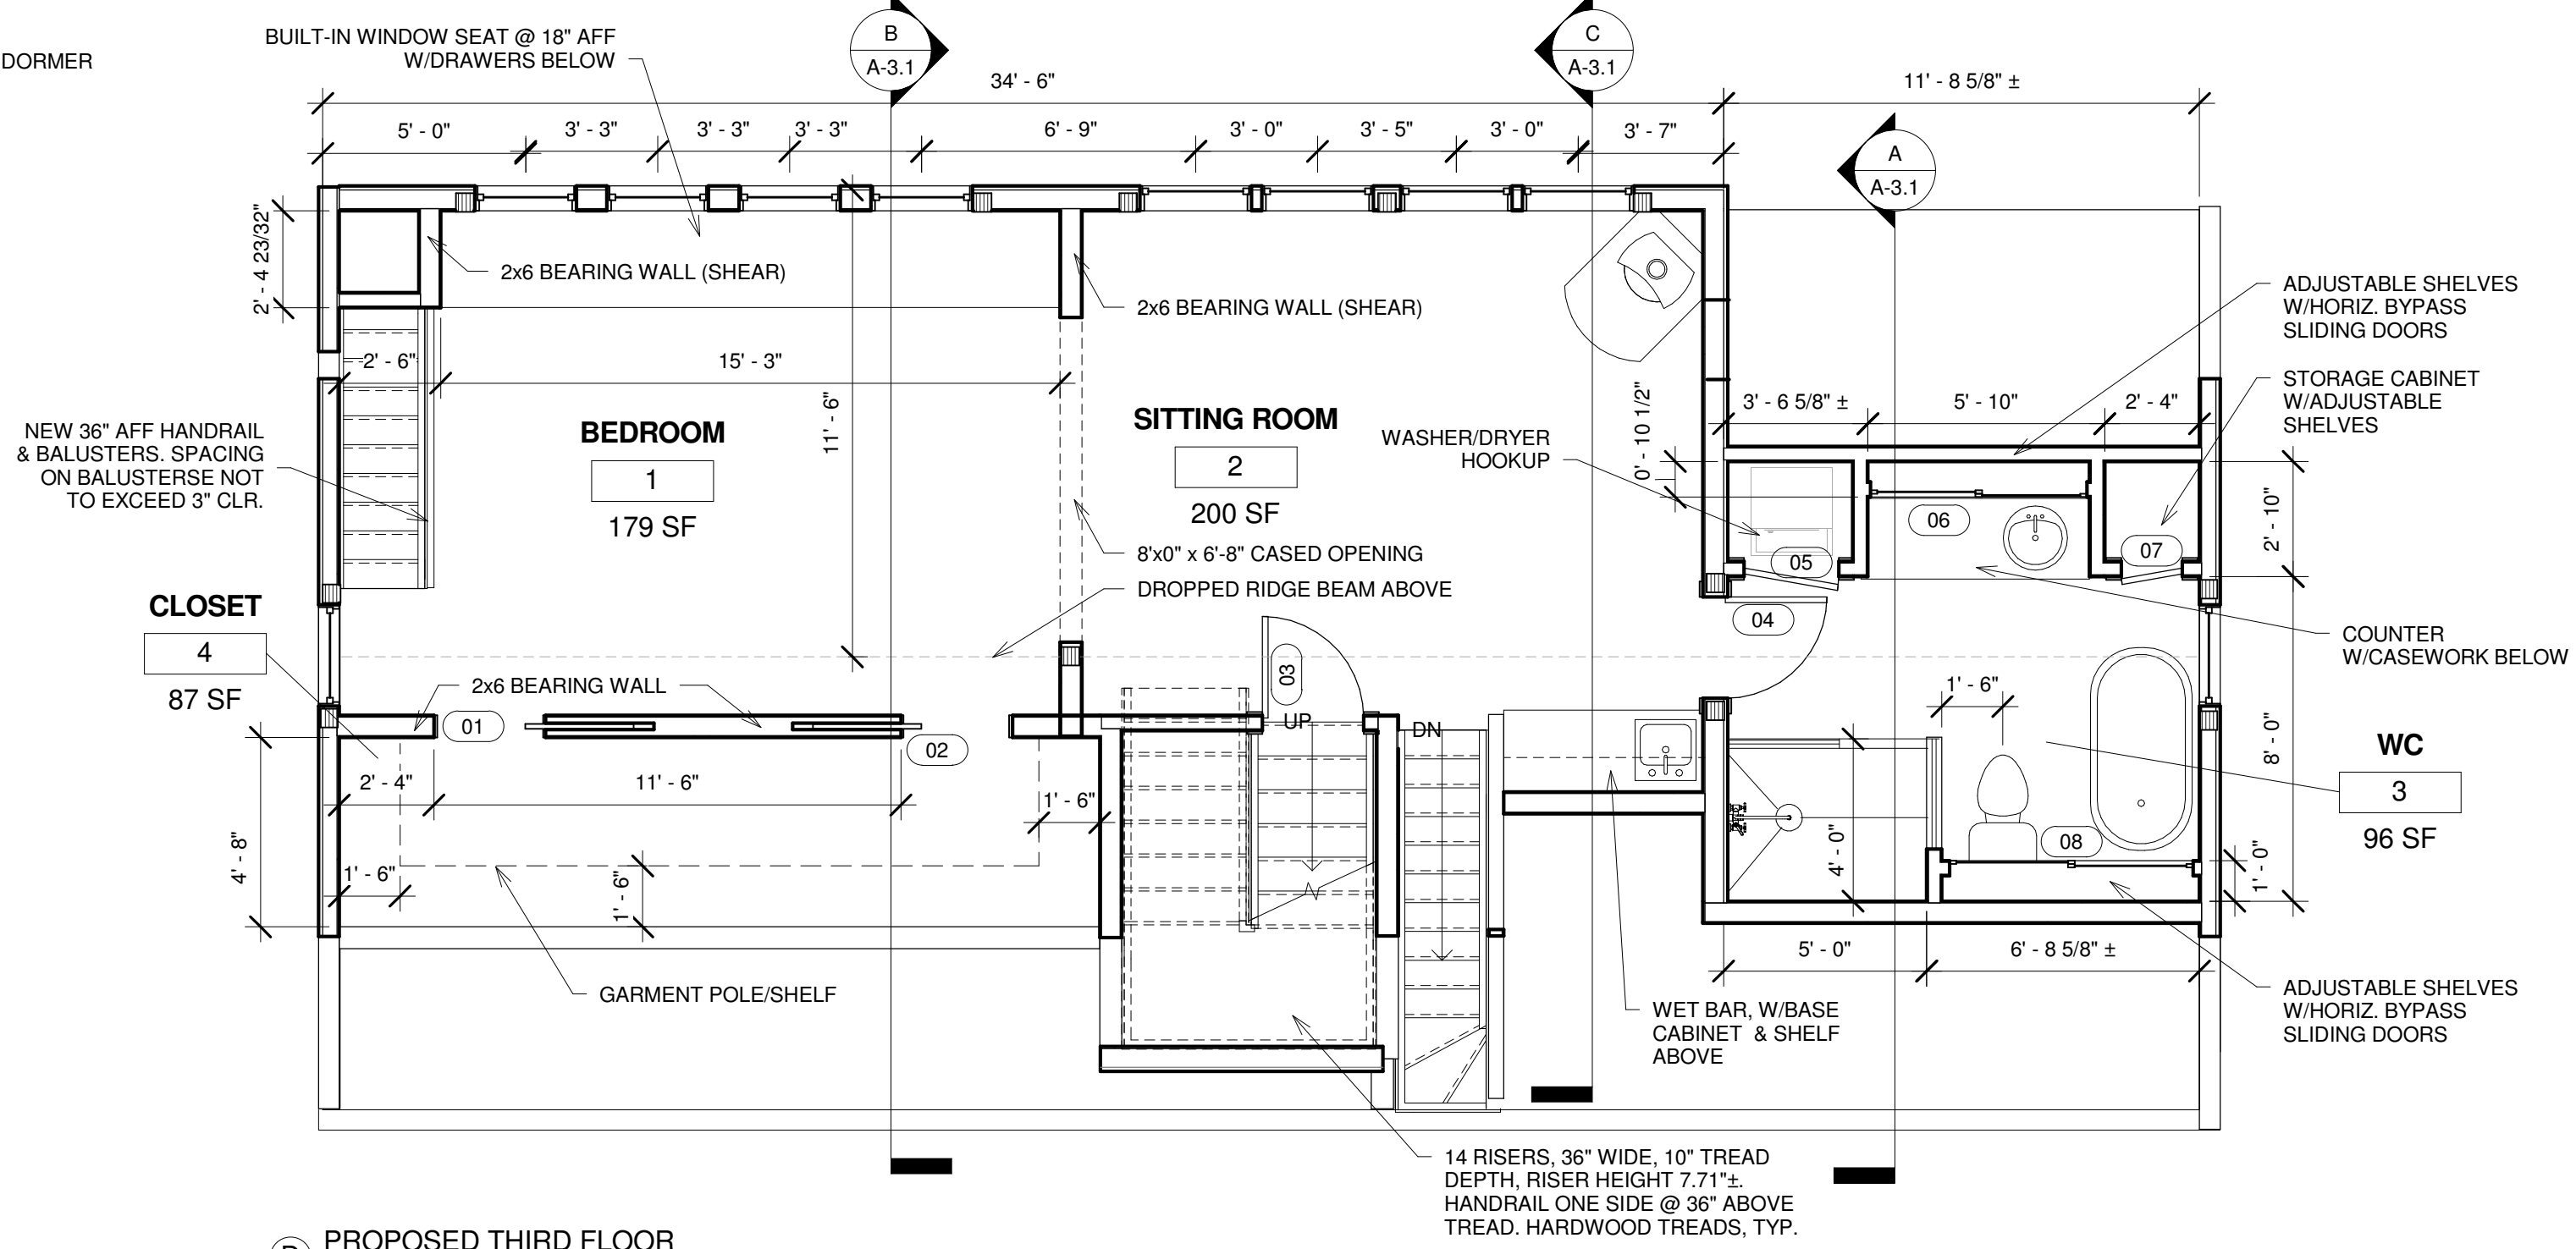 DORMER
BUILT-IN WINDOW SEAT @ 18" AFF
W/DRAWERS BELOW
B
A-3.1
C
A-3.1
34' - 6"
11' - 8 5/8" ±
5' - 0"
3' - 3"
3' - 3"
3' - 3"
6' - 9"
3' - 0"
3' - 5"
3' - 0"
3' - 7"
A
A-3.1
2' - 4 23/32"
2x6 BEARING WALL (SHEAR)
2x6 BEARING WALL (SHEAR)
ADJUSTABLE SHELVES
W/HORIZ. BYPASS
SLIDING DOORS
2' - 6"
15' - 3"
11' - 6"
STORAGE CABINET
W/ADJUSTABLE
SHELVES
3' - 6 5/8" ±
5' - 10"
2' - 4"
NEW 36" AFF HANDRAIL
& BALUSTERS. SPACING
ON BALUSTERSE NOT
TO EXCEED 3" CLR.
BEDROOM
1
179 SF
SITTING ROOM
2
200 SF
WASHER/DRYER
HOOKUP
0' - 10 1/2"
05
06
07
2' - 10"
8'x0" x 6'-8" CASED OPENING
DROPPED RIDGE BEAM ABOVE
CLOSET
4
87 SF
04
COUNTER
W/CASEWORK BELOW
2x6 BEARING WALL
01
02
03
UP
DN
1' - 6"
8' - 0"
WC
3
96 SF
2' - 4"
11' - 6"
1' - 6"
4' - 8"
1' - 6"
1' - 6"
4' - 0"
08
1' - 0"
5' - 0"
6' - 8 5/8" ±
GARMENT POLE/SHELF
WET BAR, W/BASE
CABINET & SHELF
ABOVE
ADJUSTABLE SHELVES
W/HORIZ. BYPASS
SLIDING DOORS
14 RISERS, 36" WIDE, 10" TREAD
DEPTH, RISER HEIGHT 7.71"±.
HANDRAIL ONE SIDE @ 36" ABOVE
TREAD. HARDWOOD TREADS, TYP.
PROPOSED THIRD FLOOR